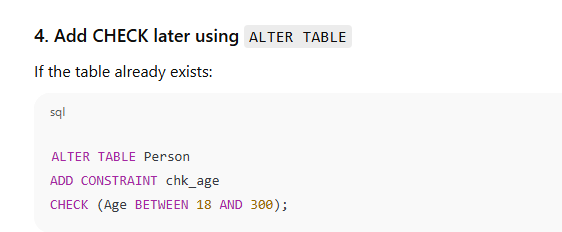 4. Add CHECK later using ALTER TABLE
If the table already exists:
sql
ALTER TABLE Person
ADD CONSTRAINT chk_age
CHECK (Age BETWEEN 18 AND 300);